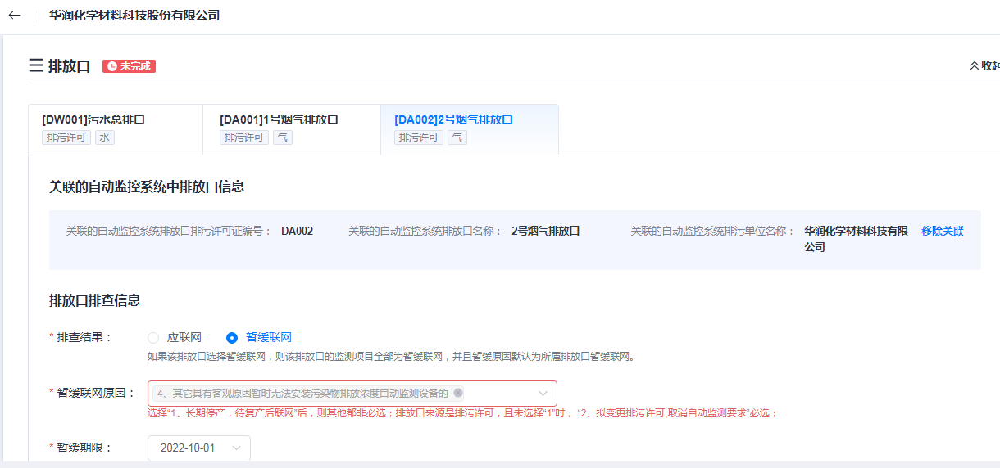 华润化学材料科技股份有限公司
排放口 未完成 收起
[DW001]污水总排口 [DA001]1号烟气排放口 [DA002]2号烟气排放口
排污许可 水 排污许可 气 排污许可 气
关联的自动监控系统中排放口信息
关联的自动监控系统排放口排污许可证编号： DA002 关联的自动监控系统排放口名称： 2号烟气排放口 关联的自动监控系统排污单位名称： 华润化学材料科技有限 移除关联
公司
排放口排查信息
* 排查结果： 应联网 暂缓联网
如果该排放口选择暂缓联网，则该排放口的监测项目全部为暂缓联网，并且暂缓原因默认为所属排放口暂缓联网。
* 暂缓联网原因： 4、其它具有客观原因暂时无法安装污染物排放浓度自动监测设备的
选择“1、长期停产，待复产后联网”后，则其他都非必选；排放口来源是排污许可，且未选择“1”时，“2、拟变更排污许可,取消自动监测要求”必选；
* 暂缓期限： 2022-10-01